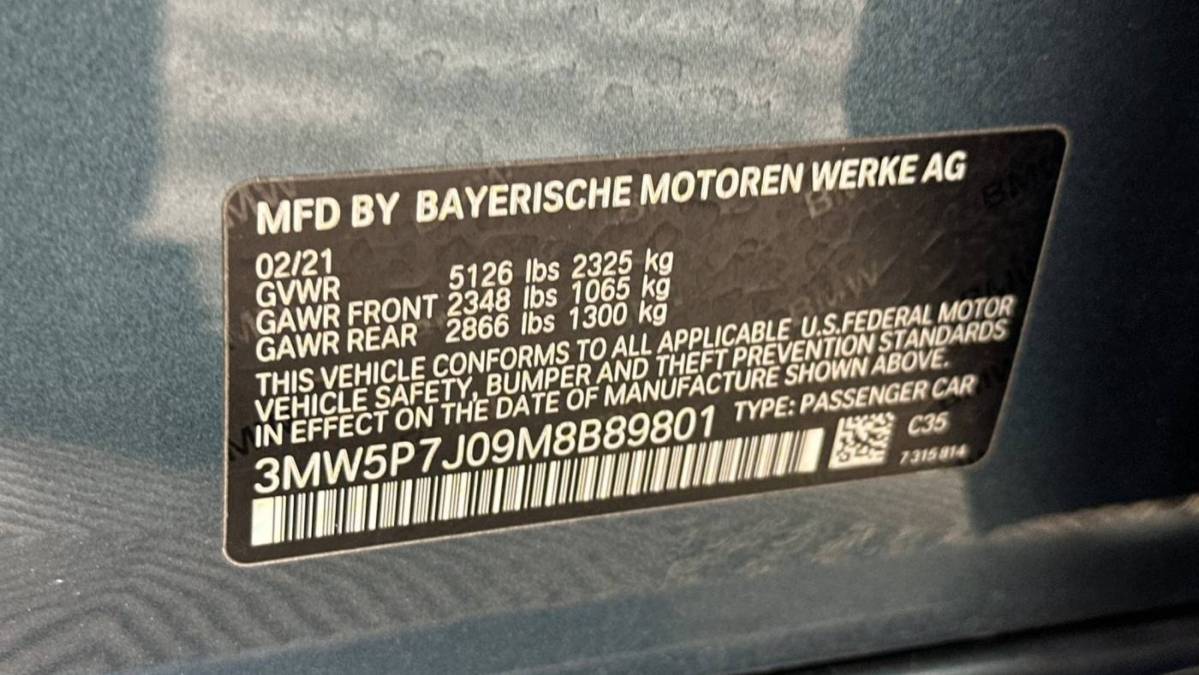 MFD BY BAYERISCHE MOTOREN WERKE AG
02/21
GVWR 5126 lbs 2325 kg
GAWR FRONT 2348 lbs 1065 kg
GAWR REAR 2866 lbs 1300 kg
THIS VEHICLE CONFORMS TO ALL APPLICABLE U.S.FEDERAL MOTOR
VEHICLE SAFETY, BUMPER AND THEFT PREVENTION STANDARDS
IN EFFECT ON THE DATE OF MANUFACTURE SHOWN ABOVE.
3MW5P7J09M8B89801 TYPE: PASSENGER CAR
C35
7 315 814